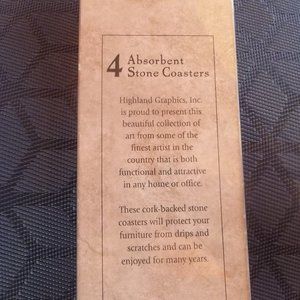 4 Absorbent
Stone Coasters
Highland Graphics, Inc.
is proud to present this
beautiful collection of
art from some of the
finest artist in the
country that is both
functional and attractive
in any home or office.
These cork-backed stone
coasters will protect your
furniture from drips and
scratches and can be
enjoyed for many years.